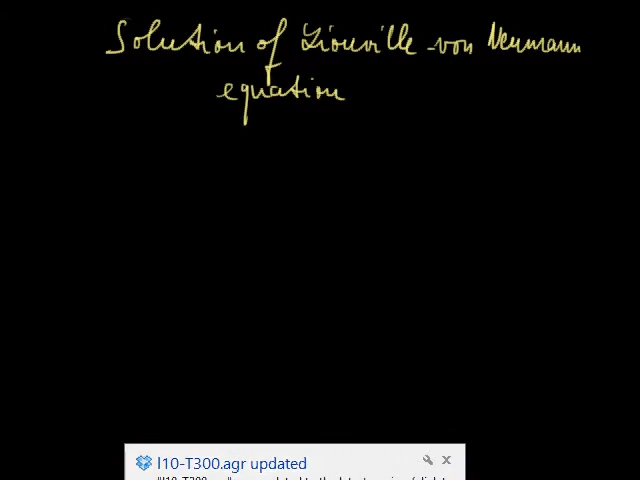 Solution of Liouville-von Neumann
equation
l10-T300.agr updated